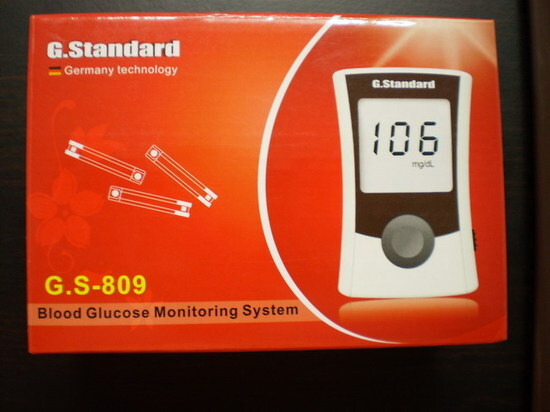 G.Standard
Germany technology
G.Standard
106
mg/dL
G.S-809
Blood Glucose Monitoring System